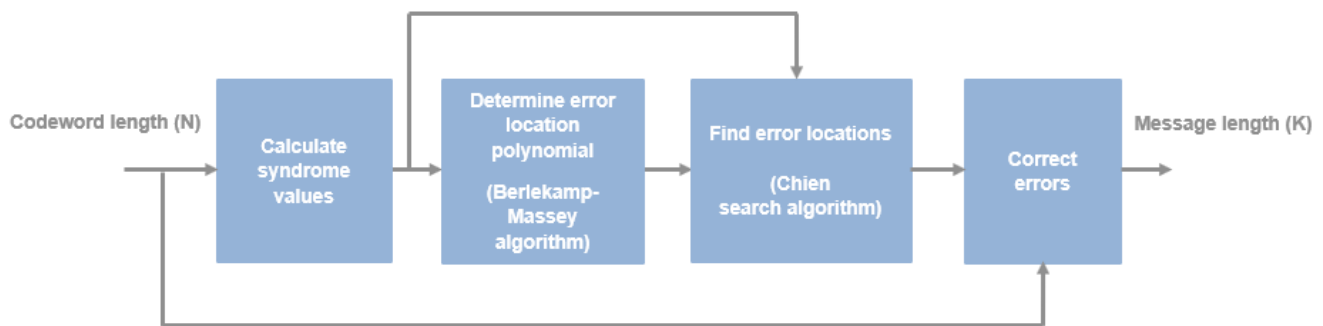 Codeword length (N)
Calculate
syndrome
values
Determine error
location
polynomial
(Berlekamp-
Massey
algorithm)
Find error locations
(Chien
search algorithm)
Correct
errors
Message length (K)